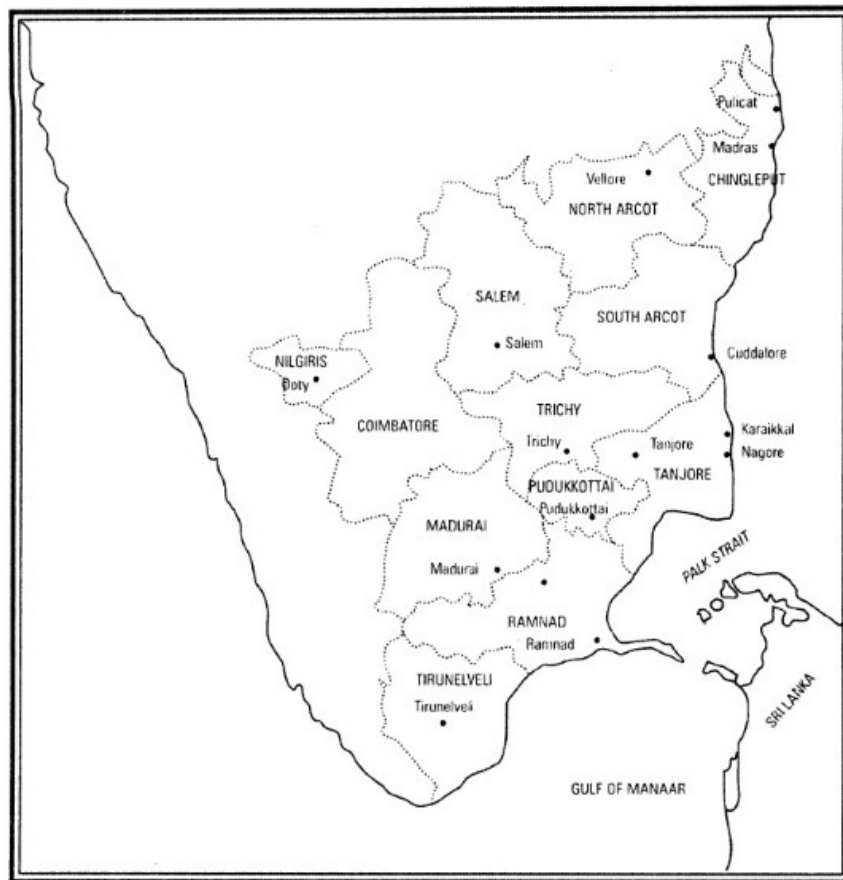 Pulicat
Madras
CHINGLEPUT
Vellore
NORTH ARCOT
SALEM
Salem
SOUTH ARCOT
Cuddalore
NILGIRIS
Ooty
COIMBATORE
TRICHY
Trichy
Tanjore
TANJORE
Karaikkal
Nagore
PUDUKKOTTAI
Pudukkottai
MADURAI
Madurai
PALK STRAIT
RAMNAD
Ramnad
TIRUNELVELI
Tirunelveli
SRI LANKA
GULF OF MANAAR